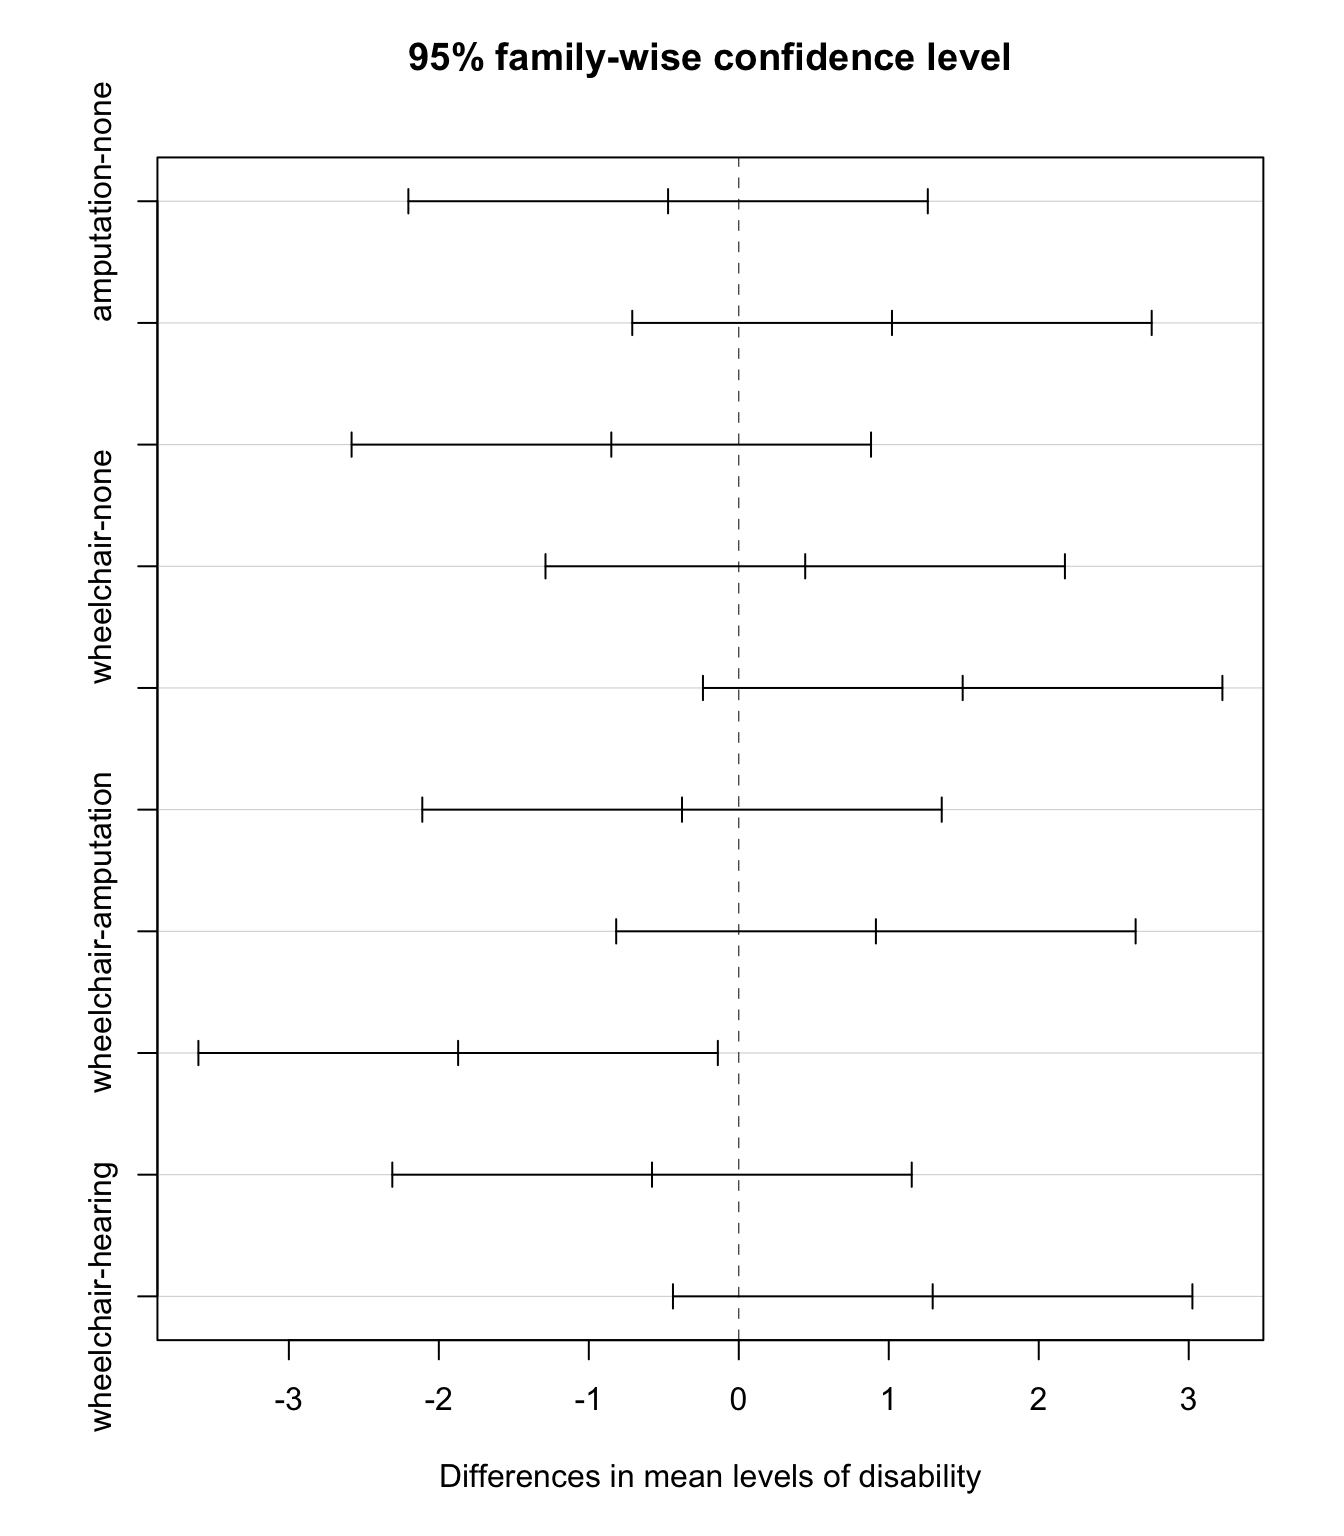 95% family-wise confidence level
amputation-none
wheelchair-none
wheelchair-amputation
wheelchair-hearing
-3 -2 -1 0 1 2 3
Differences in mean levels of disability